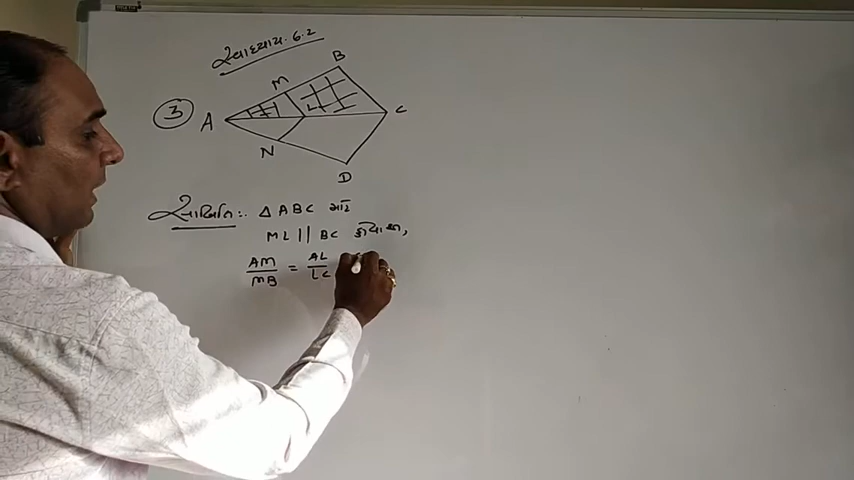 સ્વાધ્યાય. 6.2
B
M
③
A
L
C
N
D
સાબિતિ :- △ ABC માટે
ML || BC હોવાથી,
AM/MB = AL/LC